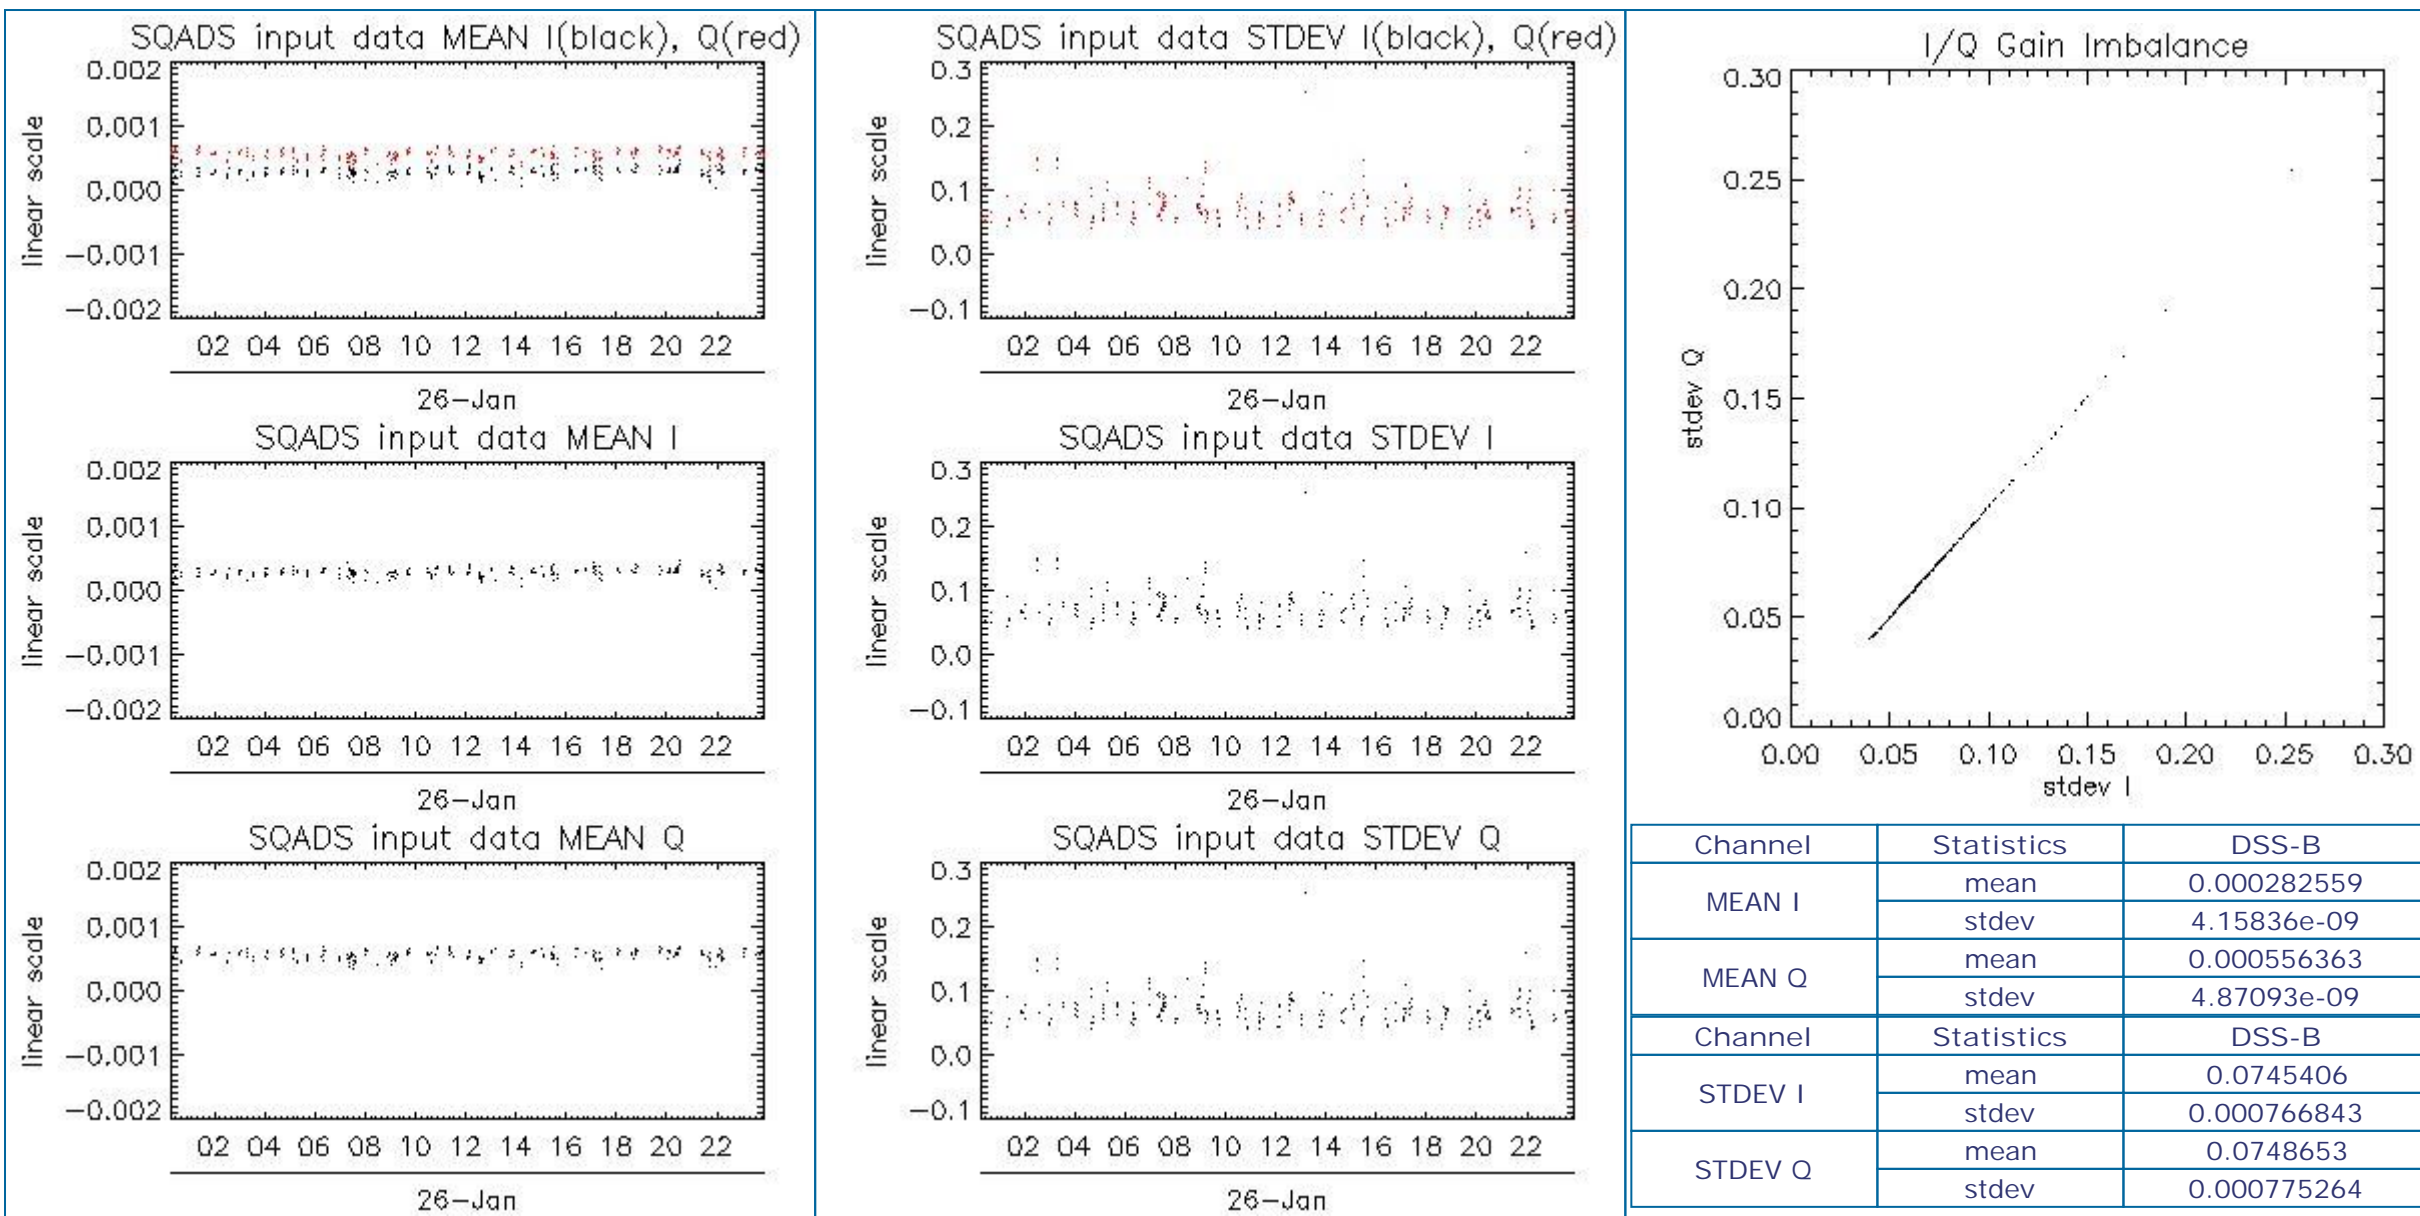 SQADS input data MEAN I(black), Q(red)
0.002
0.001
0.000
−0.001
−0.002
linear scale
02 04 06 08 10 12 14 16 18 20 22
26−Jan
SQADS input data MEAN I
0.002
0.001
0.000
−0.001
−0.002
linear scale
02 04 06 08 10 12 14 16 18 20 22
26−Jan
SQADS input data MEAN Q
0.002
0.001
0.000
−0.001
−0.002
linear scale
02 04 06 08 10 12 14 16 18 20 22
26−Jan
SQADS input data STDEV I(black), Q(red)
0.3
0.2
0.1
0.0
−0.1
linear scale
02 04 06 08 10 12 14 16 18 20 22
26−Jan
SQADS input data STDEV I
0.3
0.2
0.1
0.0
−0.1
linear scale
02 04 06 08 10 12 14 16 18 20 22
26−Jan
SQADS input data STDEV Q
0.3
0.2
0.1
0.0
−0.1
linear scale
02 04 06 08 10 12 14 16 18 20 22
26−Jan
I/Q Gain Imbalance
0.30
0.25
0.20
0.15
0.10
0.05
0.00
stdev Q
0.00 0.05 0.10 0.15 0.20 0.25 0.30
stdev I
Channel Statistics DSS-B
MEAN I mean 0.000282559
stdev 4.15836e-09
MEAN Q mean 0.000556363
stdev 4.87093e-09
Channel Statistics DSS-B
STDEV I mean 0.0745406
stdev 0.000766843
STDEV Q mean 0.0748653
stdev 0.000775264